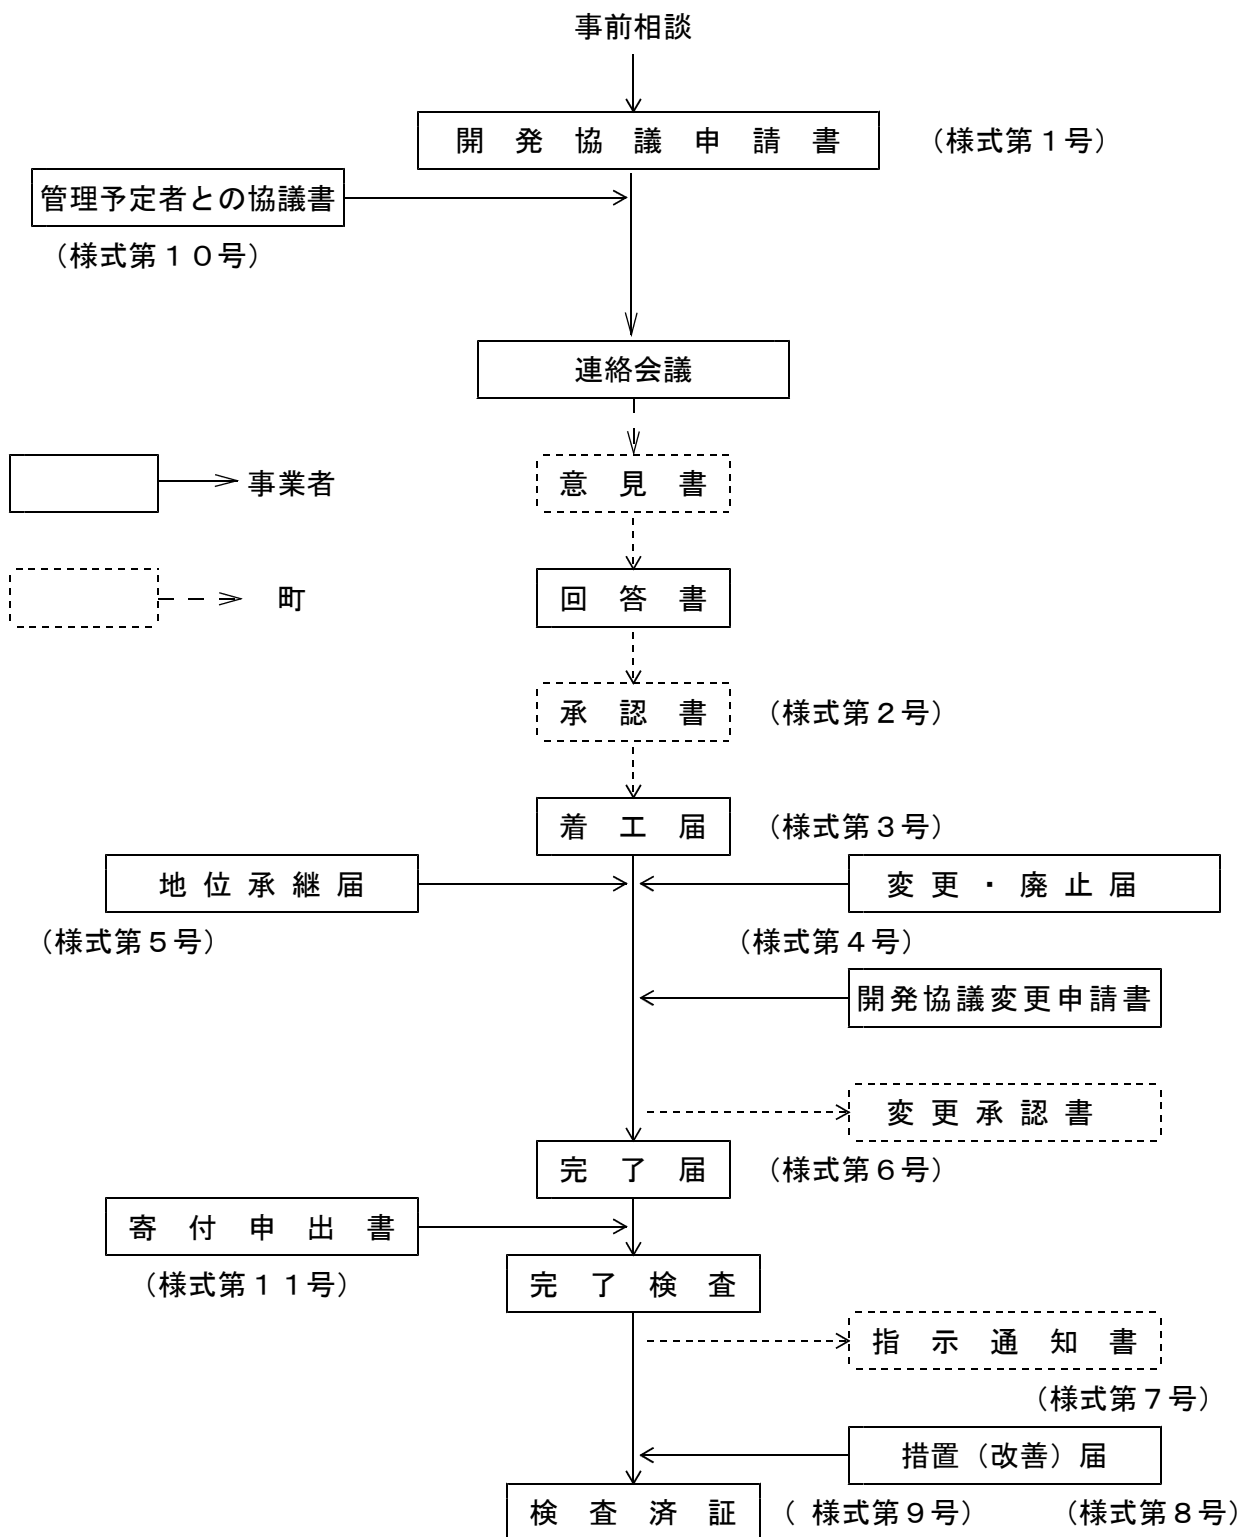 事前相談
開　発　協　議　申　請　書　（様式第１号）
管理予定者との協議書
（様式第１０号）
連絡会議
事業者
意　見　書
町
回　答　書
承　認　書　（様式第２号）
着　工　届　（様式第３号）
地 位 承 継 届
変 更 ・ 廃 止 届
（様式第５号）
（様式第４号）
開発協議変更申請書
変 更 承 認 書
完　了　届　（様式第６号）
寄　付　申　出　書
（様式第１１号）
完　了　検　査
指　示　通　知　書
（様式第７号）
措置（改善）届
検　査　済　証　（ 様式第９号）　（様式第８号）